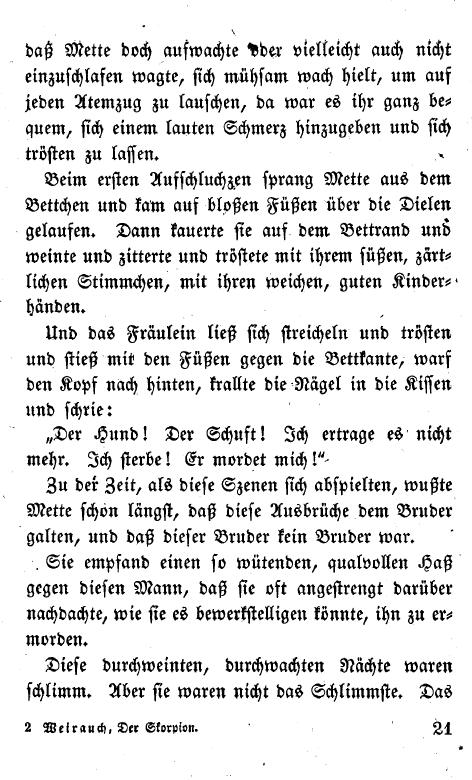 daß Mette doch aufwachte oder vielleicht auch nicht
einzuschlafen wagte, sich mühsam wach hielt, um auf
jeden Atemzug zu lauschen, da war es ihr ganz be-
quem, sich einem lauten Schmerz hinzugeben und sich
trösten zu lassen.
Beim ersten Aufschluchzen sprang Mette aus dem
Bettchen und kam auf bloßen Füßen über die Dielen
gelaufen. Dann kauerte sie auf dem Bettrand und
weinte und zitterte und tröstete mit ihrem süßen, zärt-
lichen Stimmchen, mit ihren weichen, guten Kinder-
händen.
Und das Fräulein ließ sich streicheln und trösten
und stieß mit den Füßen gegen die Bettkante, warf
den Kopf nach hinten, krallte die Nägel in die Kissen
und schrie:
„Der Hund! Der Schuft! Ich ertrage es nicht
mehr. Ich sterbe! Er mordet mich!“
Zu der Zeit, als diese Szenen sich abspielten, wußte
Mette schon längst, daß diese Ausbrüche dem Bruder
galten, und daß dieser Bruder kein Bruder war.
Sie empfand einen so wütenden, qualvollen Haß
gegen diesen Mann, daß sie oft angestrengt darüber
nachdachte, wie sie es bewerkstelligen könnte, ihn zu er-
morden.
Diese durchweinten, durchwachten Nächte waren
schlimm. Aber sie waren nicht das Schlimmste. Das
2 Weirauch, Der Skorpion. 21